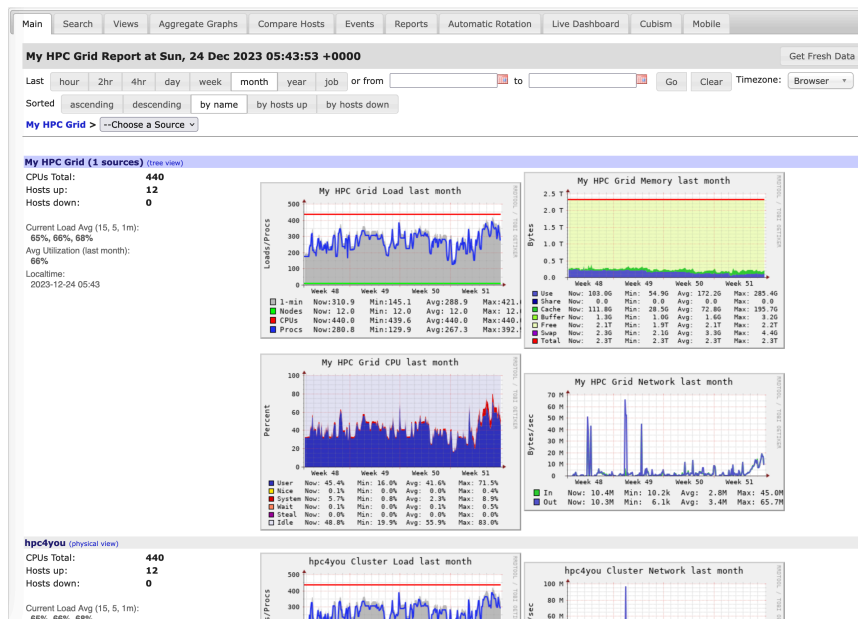 Main Search Views Aggregate Graphs Compare Hosts Events Reports Automatic Rotation Live Dashboard Cubism Mobile
My HPC Grid Report at Sun, 24 Dec 2023 05:43:53 +0000 Get Fresh Data
Last hour 2hr 4hr day week month year job or from to Go Clear Timezone: Browser
Sorted ascending descending by name by hosts up by hosts down
My HPC Grid > --Choose a Source
My HPC Grid (1 sources) (tree view)
CPUs Total: 440
Hosts up: 12
Hosts down: 0
Current Load Avg (15, 5, 1m):
65%, 66%, 68%
Avg Utilization (last month):
66%
Localtime:
2023-12-24 05:43
My HPC Grid Load last month
Loads/Procs
500
400
300
200
100
0
Week 48 Week 49 Week 50 Week 51
1-min Now:310.9 Min:145.1 Avg:288.9 Max:421.
Nodes Now: 12.0 Min: 12.0 Avg: 12.0 Max: 12.
CPUs Now:440.0 Min:439.6 Avg:440.0 Max:440.
Procs Now:280.8 Min:129.9 Avg:267.3 Max:392.
RRDTOOL / TOBI OETIKER
My HPC Grid Memory last month
Bytes
2.5 T
2.0 T
1.5 T
1.0 T
0.5 T
0.0
Week 48 Week 49 Week 50 Week 51
Use Now: 103.0G Min: 54.9G Avg: 172.2G Max: 285.4G
Share Now: 0.0 Min: 0.0 Avg: 0.0 Max: 0.0
Cache Now: 111.8G Min: 28.5G Avg: 72.8G Max: 195.7G
Buffer Now: 1.3G Min: 1.0G Avg: 1.6G Max: 3.2G
Free Now: 2.1T Min: 1.9T Avg: 2.1T Max: 2.2T
Swap Now: 2.3G Min: 2.1G Avg: 3.3G Max: 4.4G
Total Now: 2.3T Min: 2.3T Avg: 2.3T Max: 2.3T
RRDTOOL / TOBI OETIKER
My HPC Grid CPU last month
Percent
100
80
60
40
20
0
Week 48 Week 49 Week 50 Week 51
User Now: 45.4% Min: 16.0% Avg: 41.6% Max: 71.5%
Nice Now: 0.1% Min: 0.0% Avg: 0.0% Max: 0.4%
System Now: 5.7% Min: 0.8% Avg: 2.3% Max: 8.9%
Wait Now: 0.1% Min: 0.0% Avg: 0.1% Max: 0.5%
Steal Now: 0.0% Min: 0.0% Avg: 0.0% Max: 0.0%
Idle Now: 48.8% Min: 19.9% Avg: 55.9% Max: 83.0%
RRDTOOL / TOBI OETIKER
My HPC Grid Network last month
Bytes/sec
70 M
60 M
50 M
40 M
30 M
20 M
10 M
0
Week 48 Week 49 Week 50 Week 51
In Now: 10.4M Min: 10.2k Avg: 2.8M Max: 45.0M
Out Now: 10.3M Min: 6.1k Avg: 3.4M Max: 65.7M
RRDTOOL / TOBI OETIKER
hpc4you (physical view)
CPUs Total: 440
Hosts up: 12
Hosts down: 0
Current Load Avg (15, 5, 1m):
65%, 66%, 68%
hpc4you Cluster Load last month
500
400
300
hpc4you Cluster Network last month
100 M
80 M
60 M